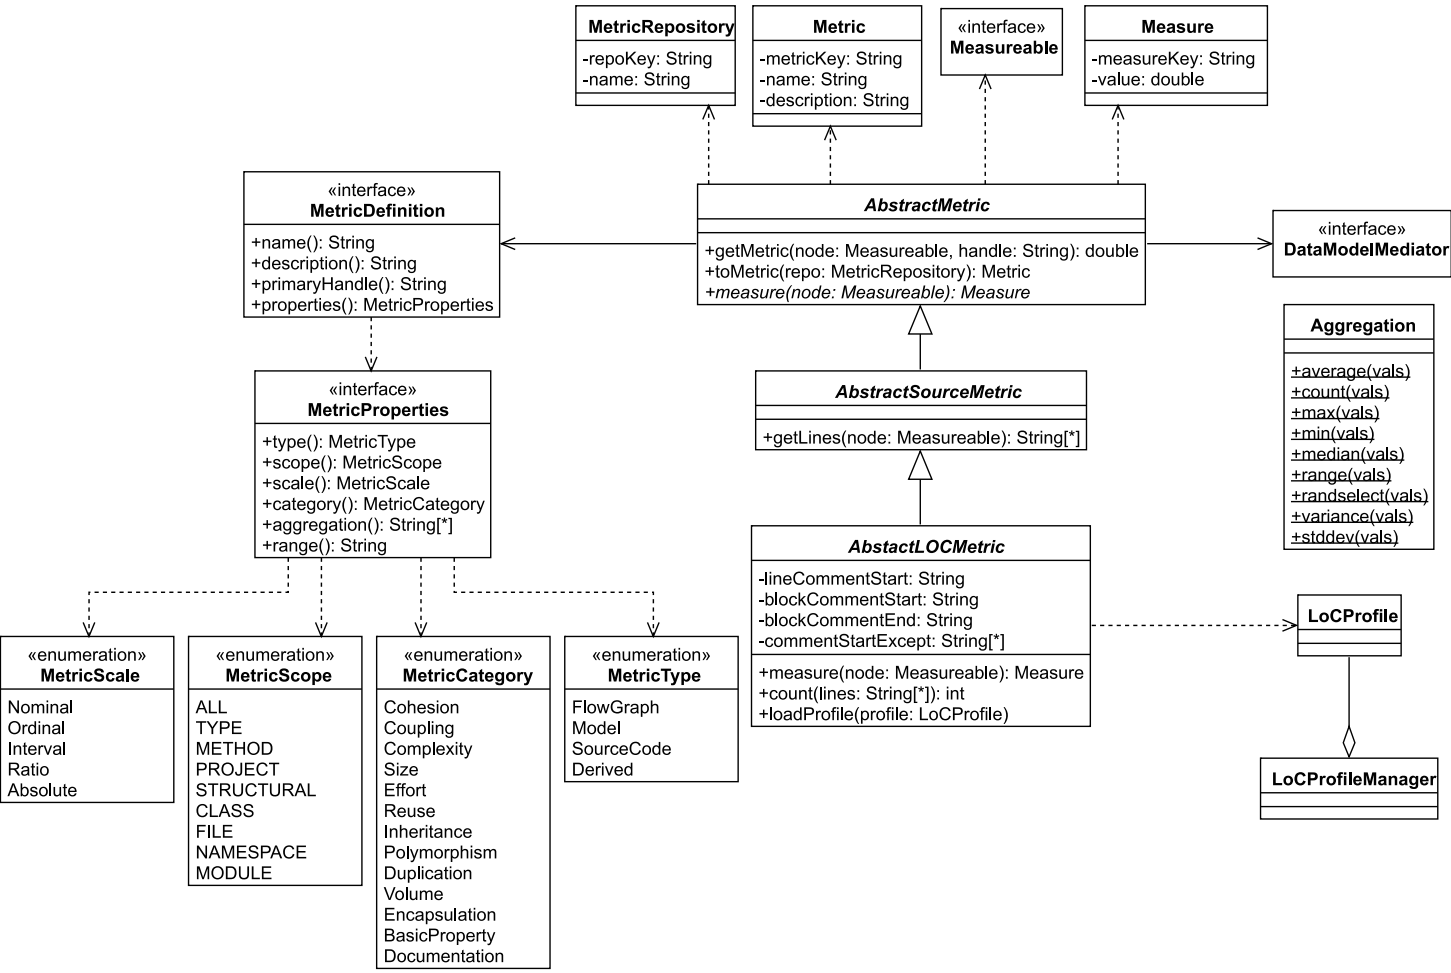 MetricRepository
-repoKey: String
-name: String
Metric
-metricKey: String
-name: String
-description: String
«interface»
Measureable
Measure
-measureKey: String
-value: double
«interface»
MetricDefinition
+name(): String
+description(): String
+primaryHandle(): String
+properties(): MetricProperties
AbstractMetric
+getMetric(node: Measureable, handle: String): double
+toMetric(repo: MetricRepository): Metric
+measure(node: Measureable): Measure
«interface»
DataModelMediator
Aggregation
+average(vals)
+count(vals)
+max(vals)
+min(vals)
+median(vals)
+range(vals)
+randselect(vals)
+variance(vals)
+stddev(vals)
«interface»
MetricProperties
+type(): MetricType
+scope(): MetricScope
+scale(): MetricScale
+category(): MetricCategory
+aggregation(): String[*]
+range(): String
AbstractSourceMetric
+getLines(node: Measureable): String[*]
AbstactLOCMetric
-lineCommentStart: String
-blockCommentStart: String
-blockCommentEnd: String
-commentStartExcept: String[*]
+measure(node: Measureable): Measure
+count(lines: String[*]): int
+loadProfile(profile: LoCProfile)
LoCProfile
LoCProfileManager
«enumeration»
MetricScale
Nominal
Ordinal
Interval
Ratio
Absolute
«enumeration»
MetricScope
ALL
TYPE
METHOD
PROJECT
STRUCTURAL
CLASS
FILE
NAMESPACE
MODULE
«enumeration»
MetricCategory
Cohesion
Coupling
Complexity
Size
Effort
Reuse
Inheritance
Polymorphism
Duplication
Volume
Encapsulation
BasicProperty
Documentation
«enumeration»
MetricType
FlowGraph
Model
SourceCode
Derived